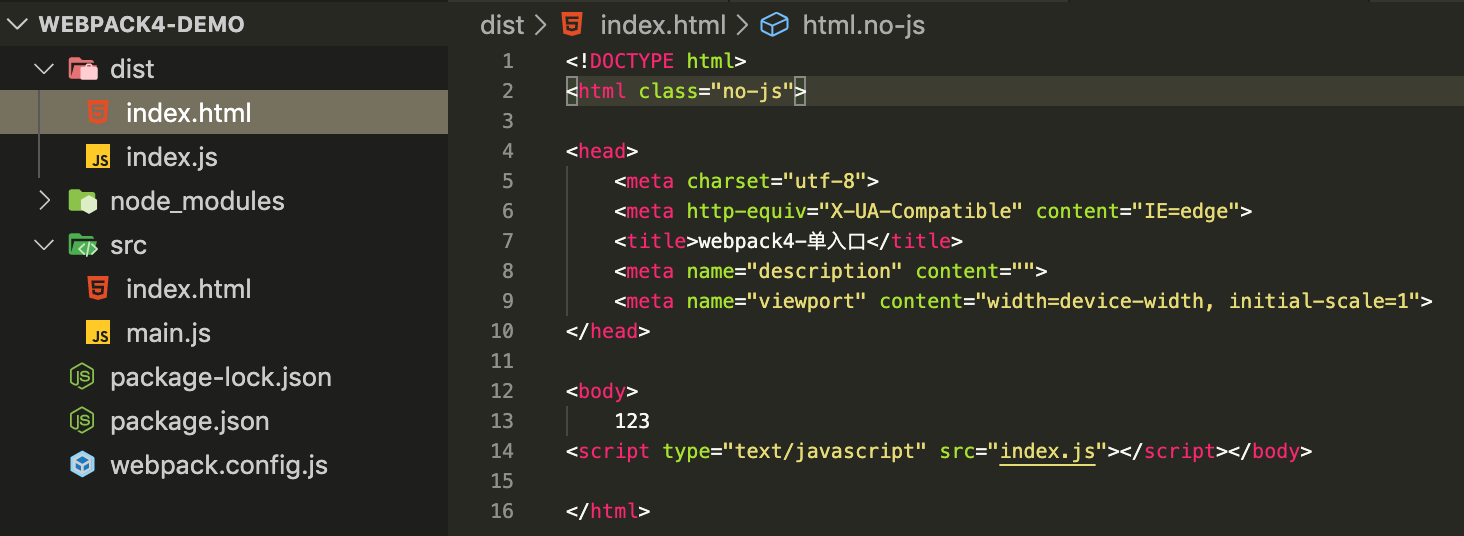 WEBPACK4-DEMO
dist
index.html
JS index.js
node_modules
src
index.html
JS main.js
package-lock.json
package.json
webpack.config.js
dist > index.html > html.no-js
1 <!DOCTYPE html>
2 <html class="no-js">
3
4 <head>
5 <meta charset="utf-8">
6 <meta http-equiv="X-UA-Compatible" content="IE=edge">
7 <title>webpack4-单入口</title>
8 <meta name="description" content="">
9 <meta name="viewport" content="width=device-width, initial-scale=1">
10 </head>
11
12 <body>
13 123
14 <script type="text/javascript" src="index.js"></script></body>
15
16 </html>